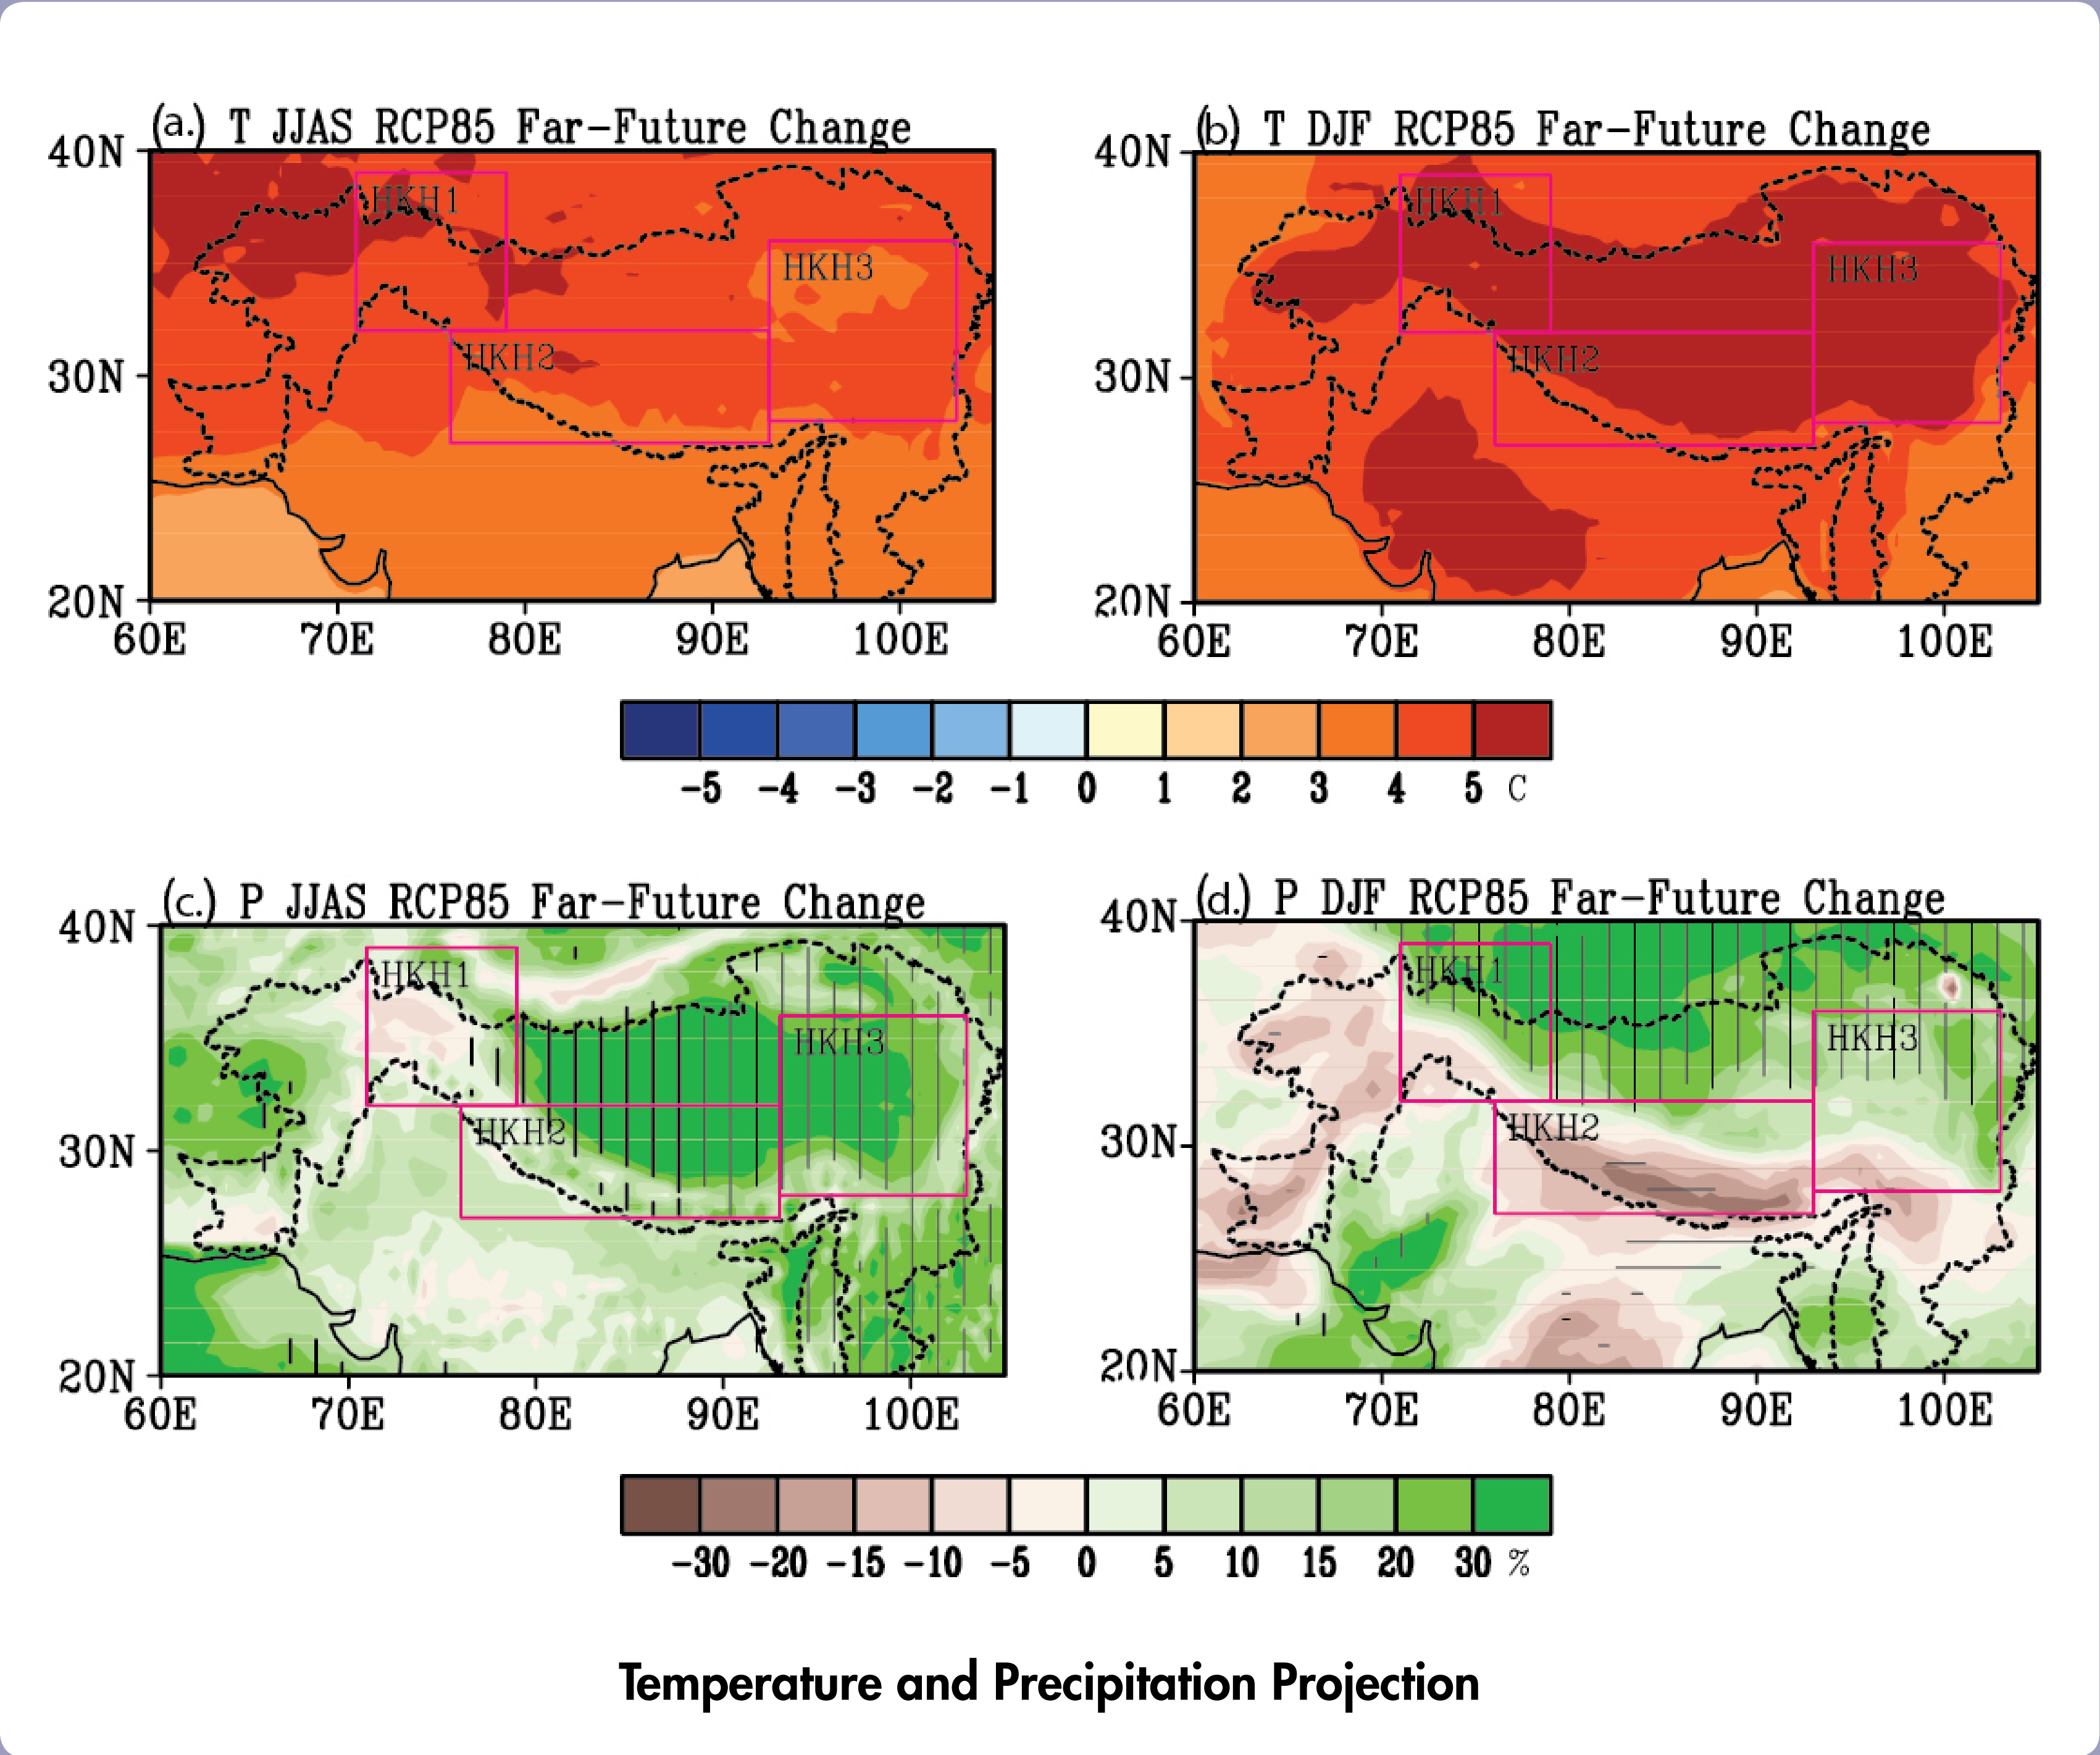 (a.) T JJAS RCP85 Far-Future Change
40N
30N
20N
60E 70E 80E 90E 100E
HKH1
HKH2
HKH3
(b) T DJF RCP85 Far-Future Change
40N
30N
20N
60E 70E 80E 90E 100E
HKH1
HKH2
HKH3
-5 -4 -3 -2 -1 0 1 2 3 4 5 C
(c.) P JJAS RCP85 Far-Future Change
40N
30N
20N
60E 70E 80E 90E 100E
HKH1
HKH2
HKH3
(d.) P DJF RCP85 Far-Future Change
40N
30N
20N
60E 70E 80E 90E 100E
HKH1
HKH2
HKH3
-30 -20 -15 -10 -5 0 5 10 15 20 30 %
Temperature and Precipitation Projection